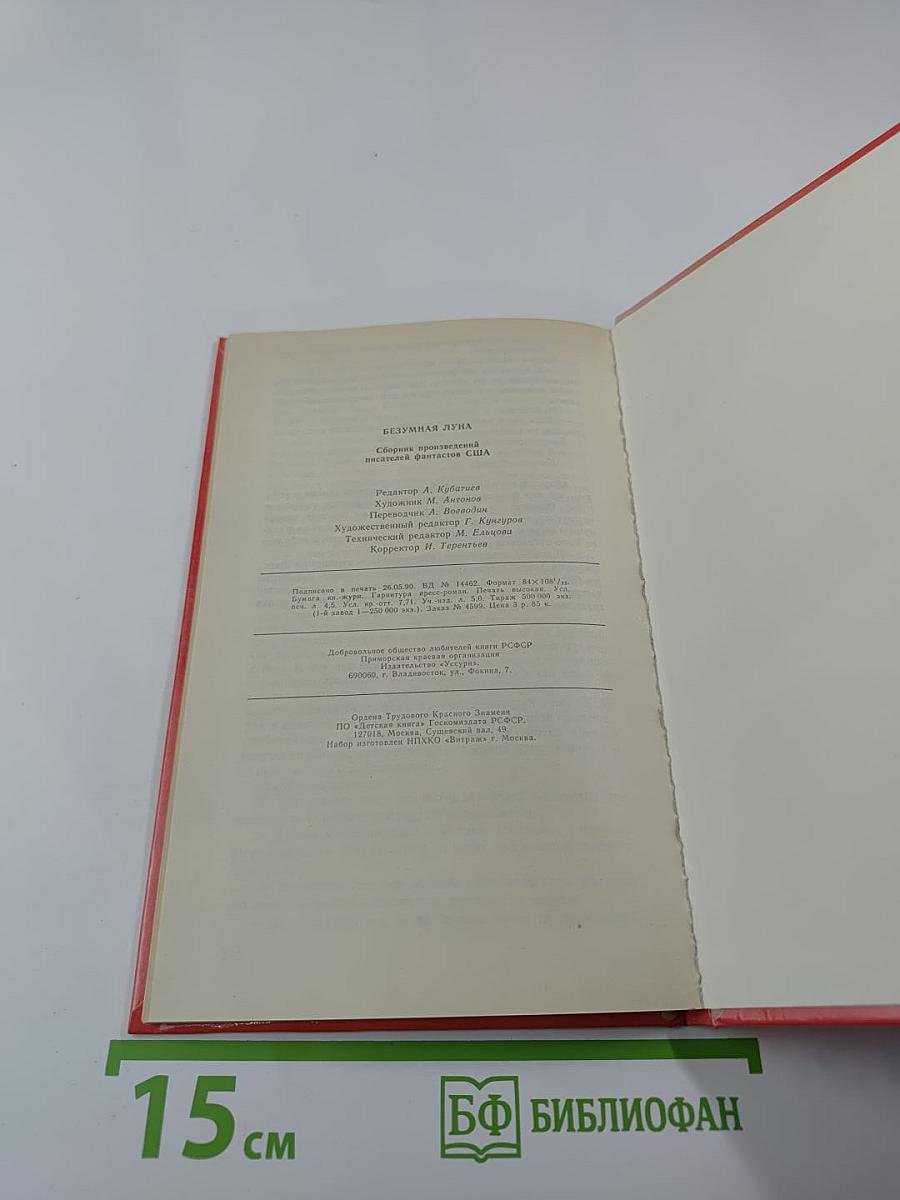 БЕЗУМНАЯ ЛУНА
Сборник произведений
писателей фантастов США
Редактор А. Кубатиев
Художник М. Антонов
Переводчик А. Воеводин
Художественный редактор Г. Кунгуров
Технический редактор М. Ельцова
Корректор И. Терентьев
Подписано в печать 26.05.90. ВД № 14462. Формат 84×108¹/₃₂.
Бумага кн.-журн. Гарнитура пресс-роман. Печать высокая. Усл.
печ. л. 4,5. Усл. кр.-отт. 7,71. Уч.-изд. л. 5,0. Тираж 500 000 экз.
(1-й завод 1—250 000 экз.). Заказ № 4599. Цена 3 р. 85 к.
Добровольное общество любителей книги РСФСР
Приморская краевая организация
Издательство «Уссури».
690060, г. Владивосток, ул., Фокина, 7.
Ордена Трудового Красного Знамени
ПО «Детская книга» Госкомиздата РСФСР.
127018, Москва, Сущевский вал, 49.
Набор изготовлен НПХКО «Витраж» г. Москва.
15 см
БФ БИБЛИОФАН